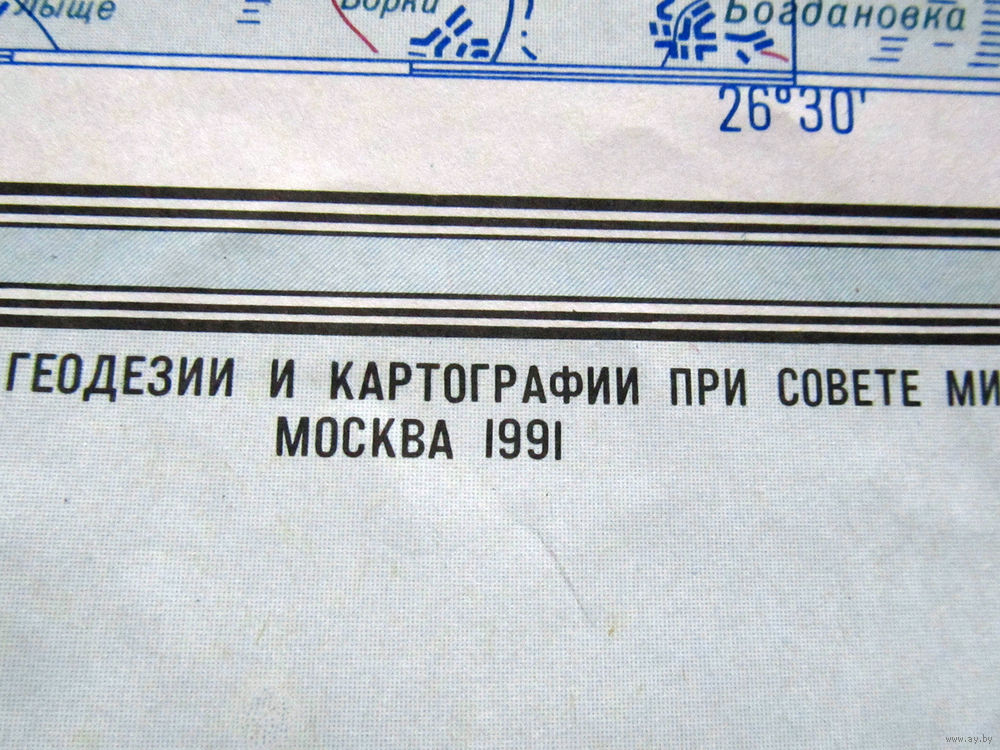 Богдановка
26°30'
ГЕОДЕЗИИ И КАРТОГРАФИИ ПРИ СОВЕТЕ МИ
МОСКВА 1991
www.ay.by